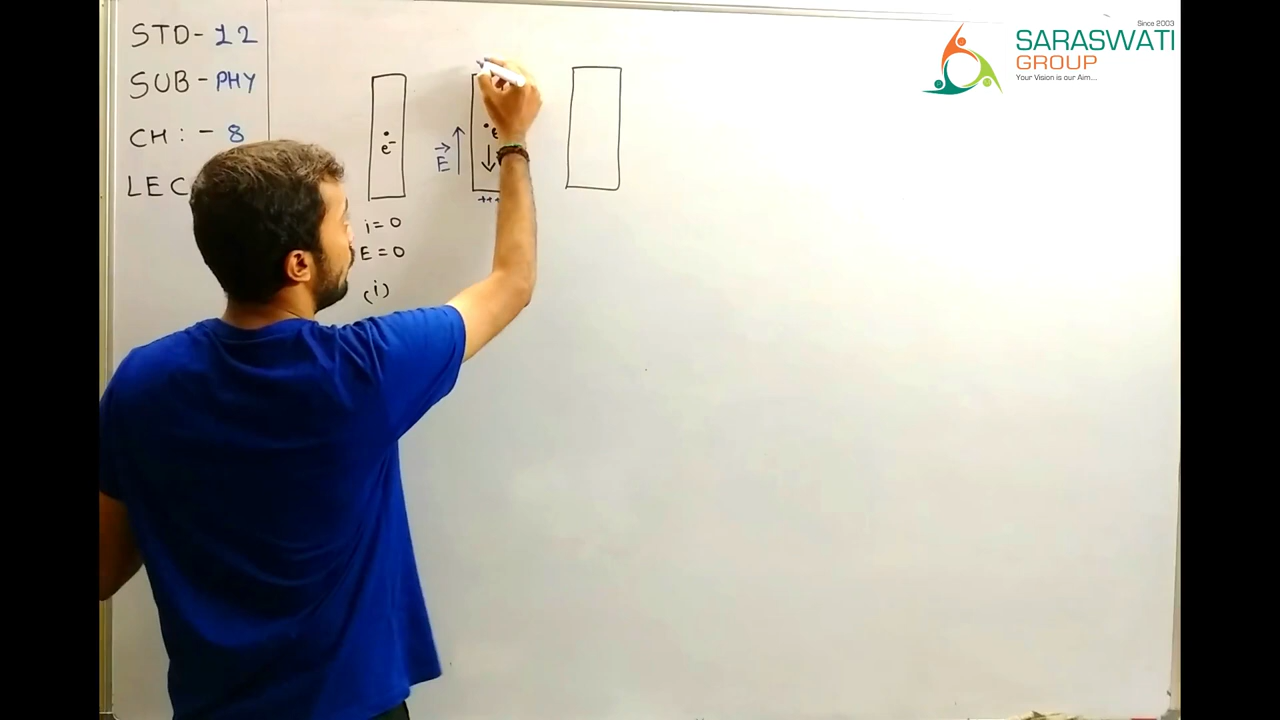 STD - 12
SUB - PHY
CH : - 8
LEC
e-
i = 0
E = 0
(i)
E
e
+++
Since 2003
SARASWATI
GROUP
Your Vision is our Aim...